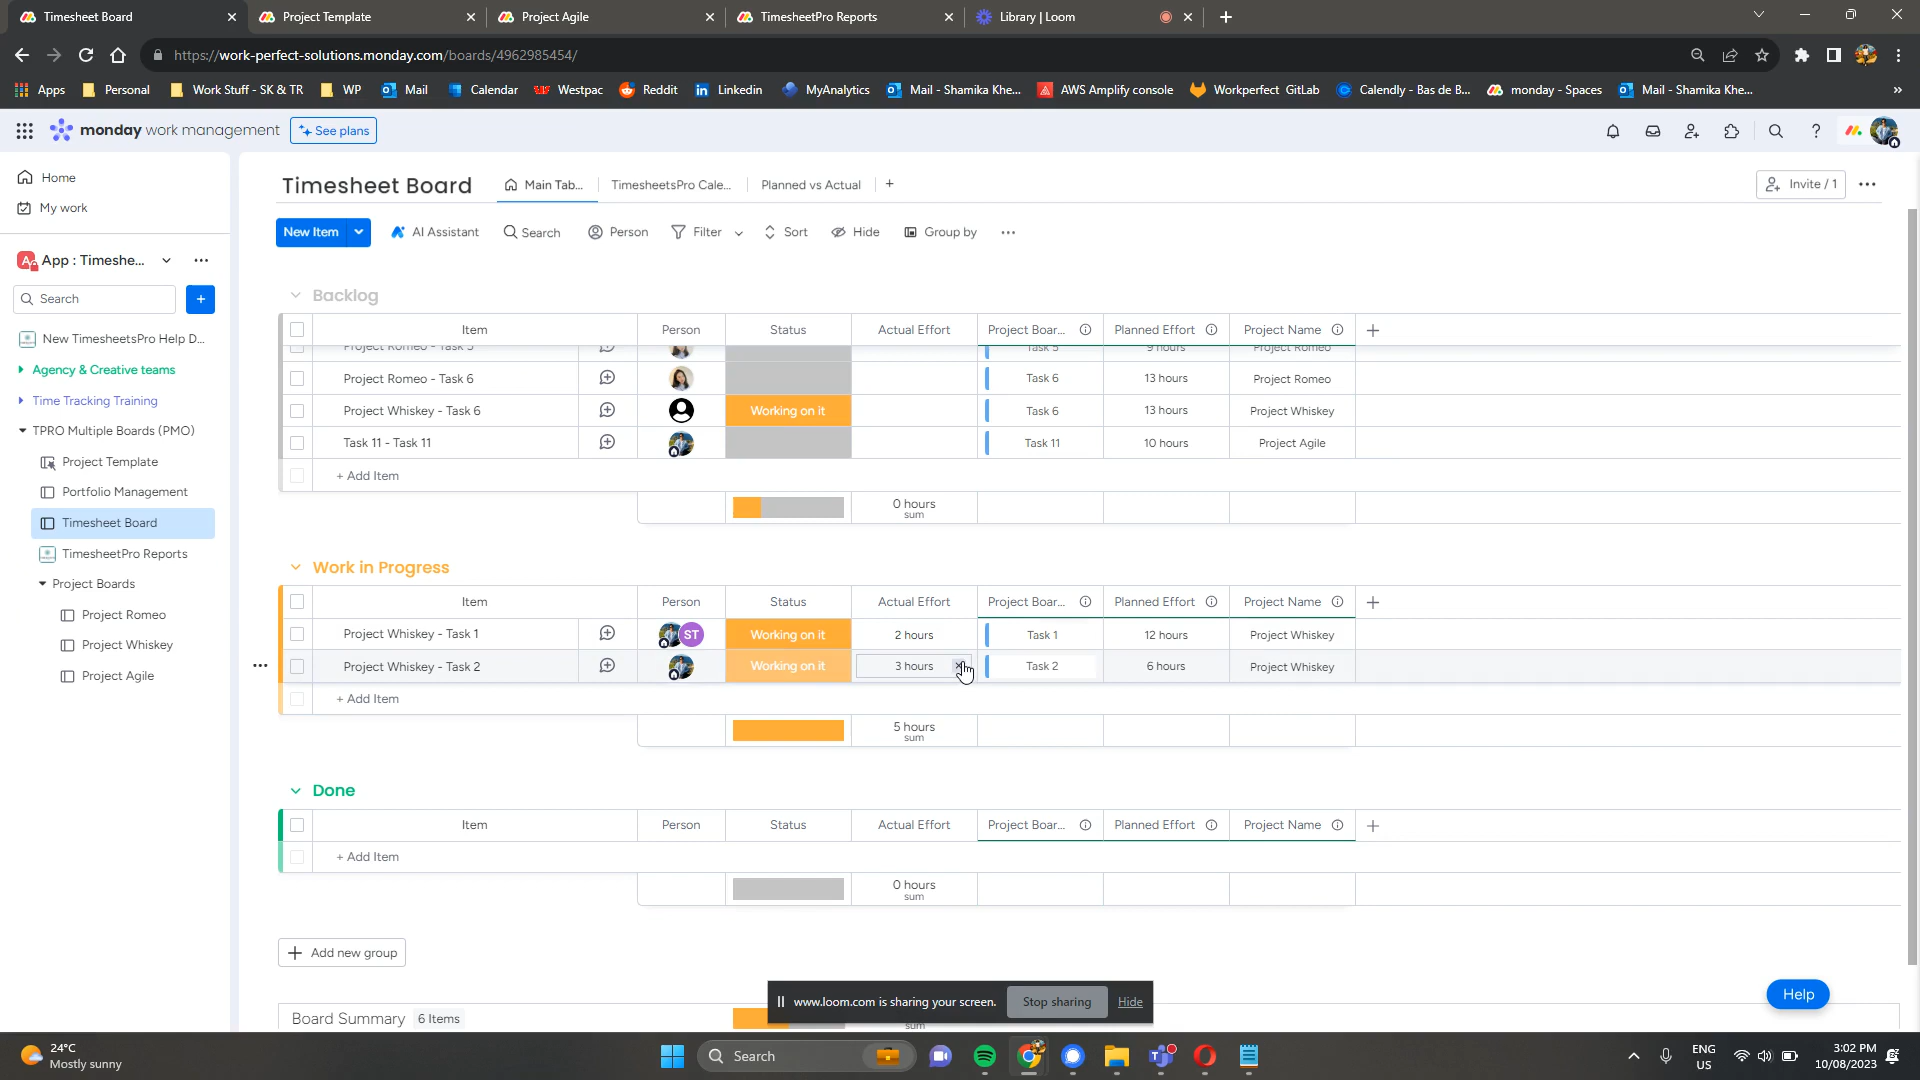 Timesheet Board
Project Template
Project Agile
TimesheetPro Reports
Library | Loom
https://work-perfect-solutions.monday.com/boards/4962985454/
Apps
Personal
Work Stuff - SK & TR
WP
Mail
Calendar
Westpac
Reddit
Linkedin
MyAnalytics
Mail - Shamika Khe...
AWS Amplify console
Workperfect GitLab
Calendly - Bas de B...
monday - Spaces
Mail - Shamika Khe...
monday work management
See plans
Home
My work
App : Timeshe...
Search
New TimesheetsPro Help D...
Agency & Creative teams
Time Tracking Training
TPRO Multiple Boards (PMO)
Project Template
Portfolio Management
Timesheet Board
TimesheetPro Reports
Project Boards
Project Romeo
Project Whiskey
Project Agile
Timesheet Board
Main Tab...
TimesheetsPro Cale...
Planned vs Actual
Invite / 1
New Item
AI Assistant
Search
Person
Filter
Sort
Hide
Group by
Backlog
Item Person Status Actual Effort Project Boar... Planned Effort Project Name
Project Romeo - Task 5 Task 5 9 hours Project Romeo
Project Romeo - Task 6 Task 6 13 hours Project Romeo
Project Whiskey - Task 6 Working on it Task 6 13 hours Project Whiskey
Task 11 - Task 11 Task 11 10 hours Project Agile
+ Add Item
0 hours
sum
Work in Progress
Item Person Status Actual Effort Project Boar... Planned Effort Project Name
Project Whiskey - Task 1 ST Working on it 2 hours Task 1 12 hours Project Whiskey
Project Whiskey - Task 2 Working on it 3 hours Task 2 6 hours Project Whiskey
+ Add Item
5 hours
sum
Done
Item Person Status Actual Effort Project Boar... Planned Effort Project Name
+ Add Item
0 hours
sum
Add new group
Board Summary 6 Items
sum
www.loom.com is sharing your screen.
Stop sharing
Hide
Help
24°C
Mostly sunny
Search
ENG
US
3:02 PM
10/08/2023